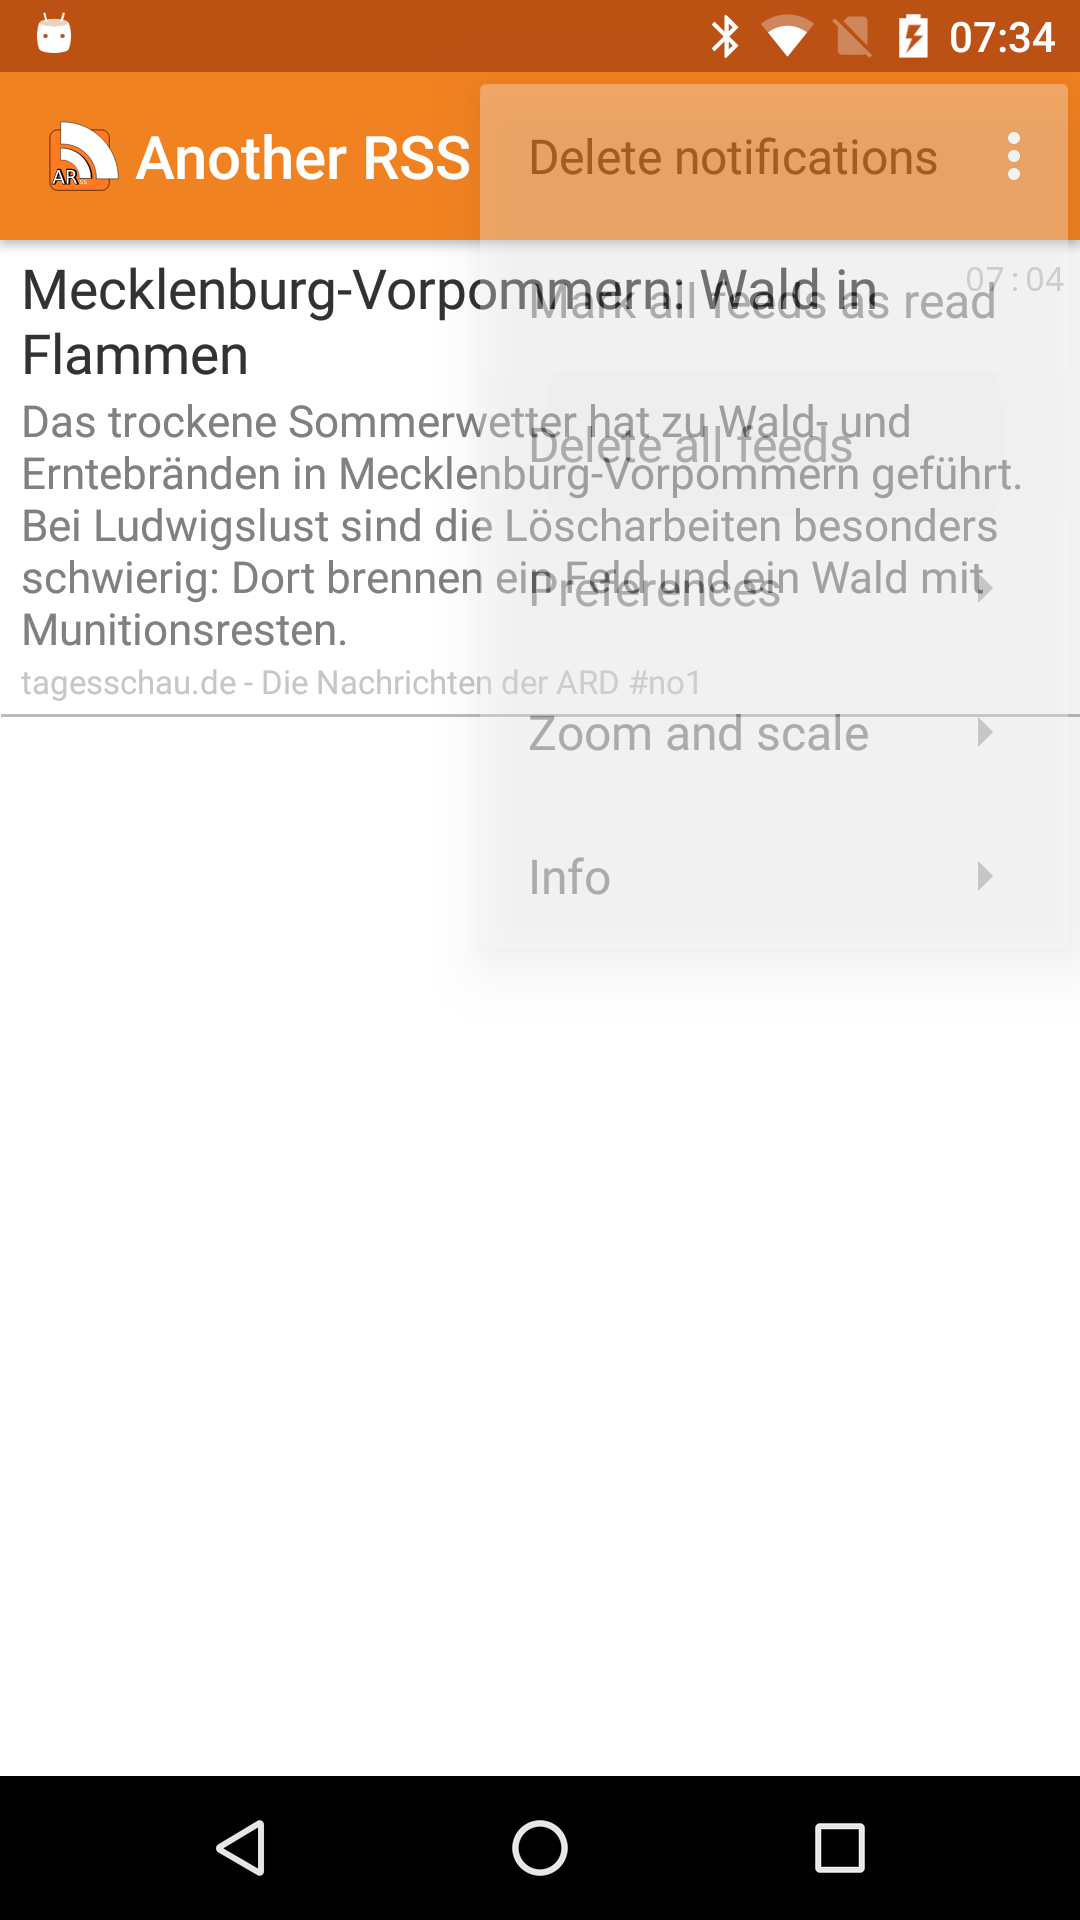 07:34
AR
Another RSS
Delete notifications
Mecklenburg-Vorpommern: Wald in
Flammen
07:04
Mark all feeds as read
Das trockene Sommerwetter hat zu Wald- und
Erntebränden in Mecklenburg-Vorpommern geführt.
Bei Ludwigslust sind die Löscharbeiten besonders
schwierig: Dort brennen ein Feld und ein Wald mit
Munitionsresten.
Delete all feeds
Preferences
tagesschau.de - Die Nachrichten der ARD #no1
Zoom and scale
Info